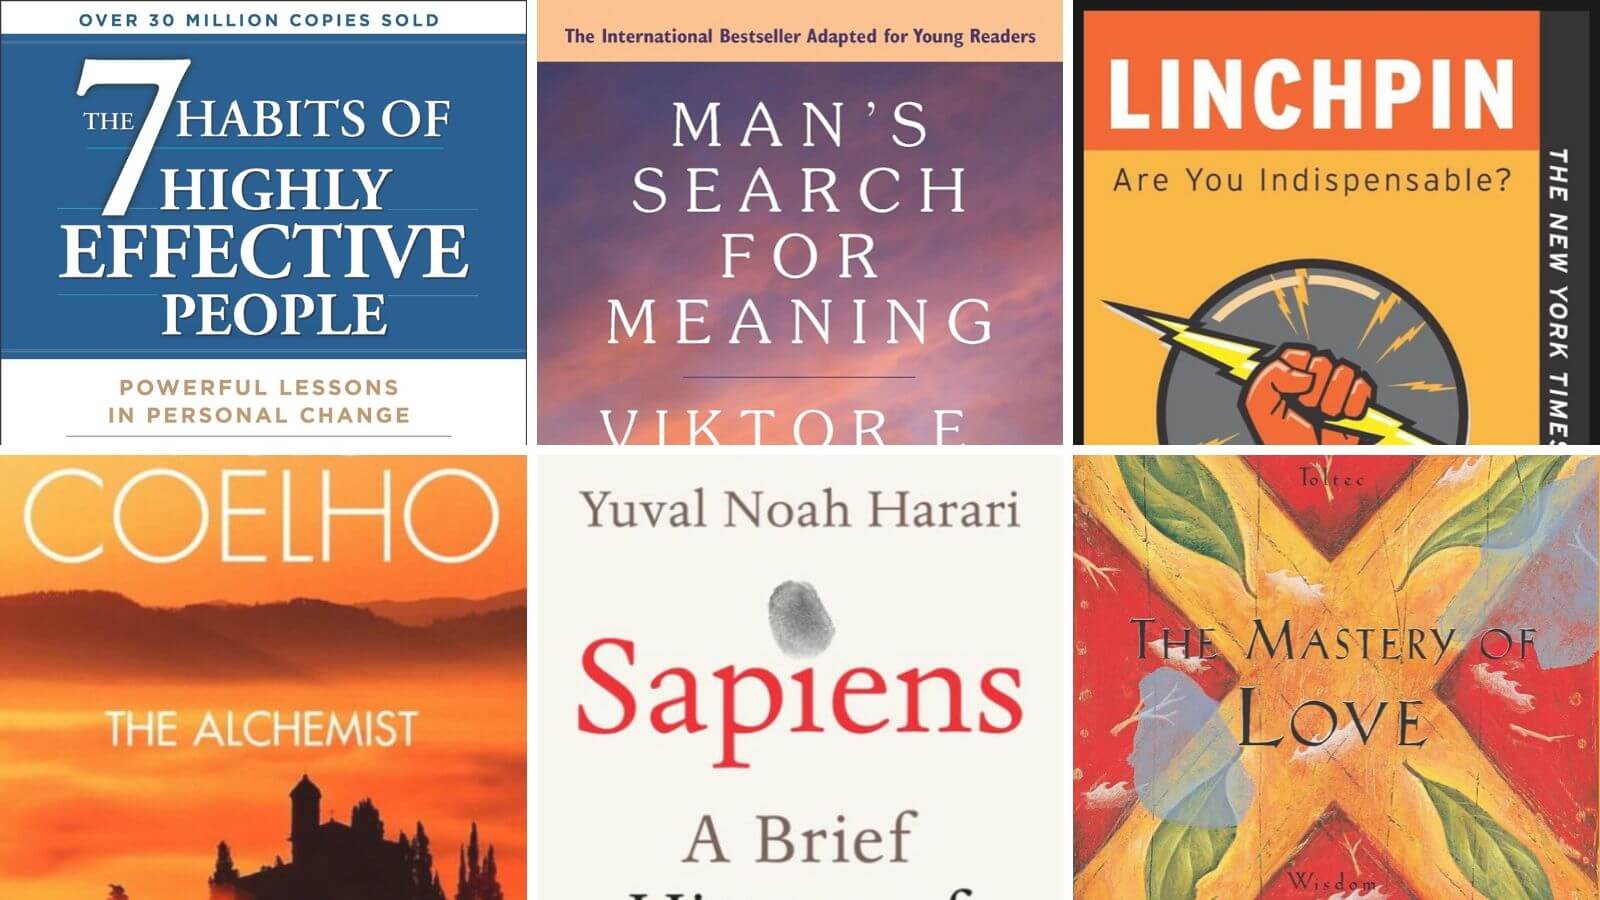 OVER 30 MILLION COPIES SOLD
THE 7 HABITS OF
HIGHLY
EFFECTIVE
PEOPLE
POWERFUL LESSONS
IN PERSONAL CHANGE
The International Bestseller Adapted for Young Readers
MAN'S
SEARCH
FOR
MEANING
VIKTOR E
LINCHPIN
Are You Indispensable?
THE NEW YORK TIMES
COELHO
THE ALCHEMIST
Yuval Noah Harari
Sapiens
A Brief
Toltec
THE MASTERY OF
LOVE
Wisdom